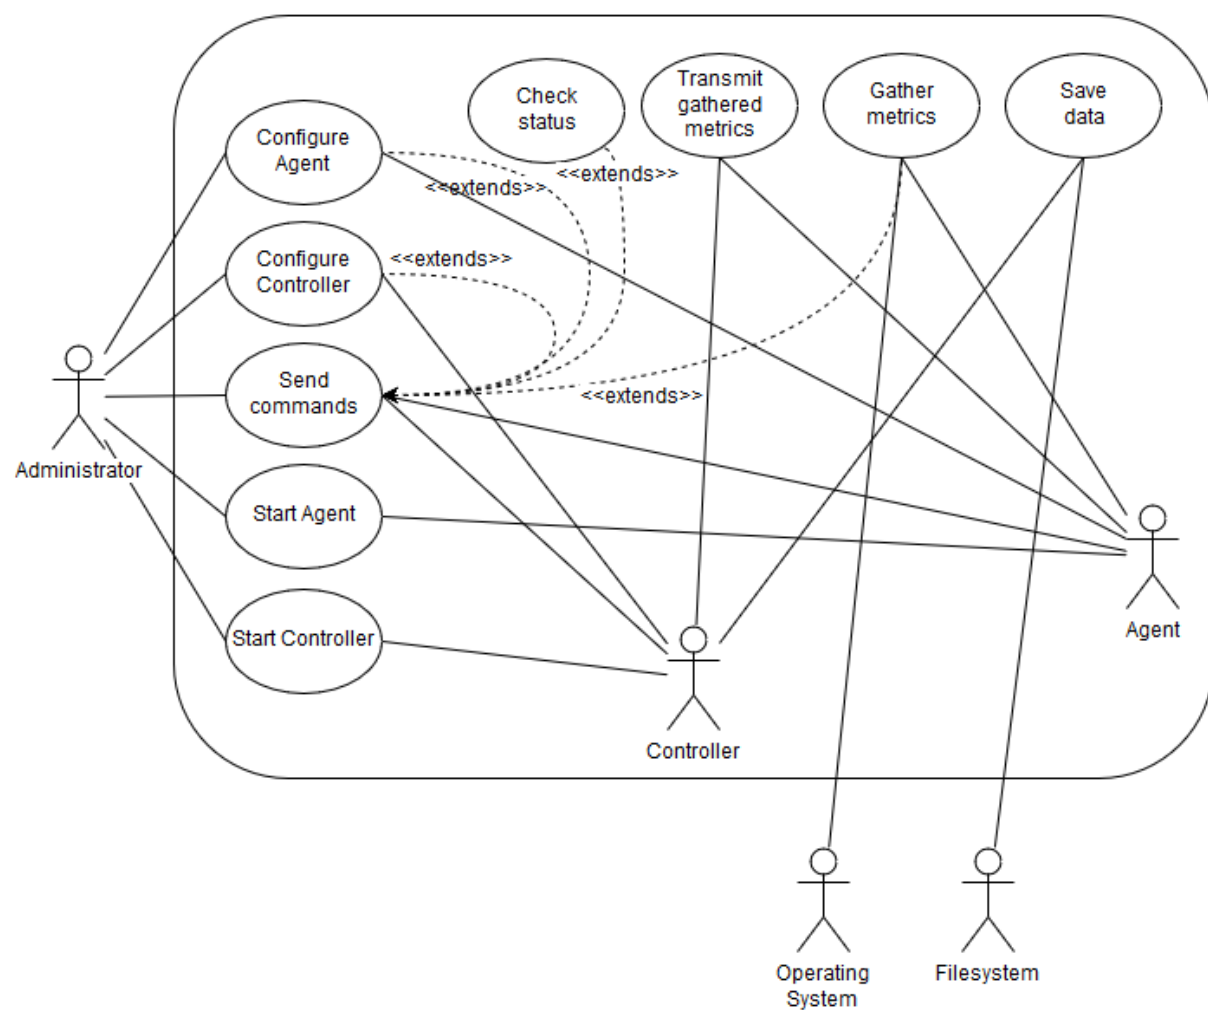 Check
status
Transmit
gathered
metrics
Gather
metrics
Save
data
Configure
Agent
<<extends>>
<<extends>>
Configure
Controller
<<extends>>
Send
commands
<<extends>>
Administrator
Start Agent
Start Controller
Agent
Controller
Operating
System
Filesystem